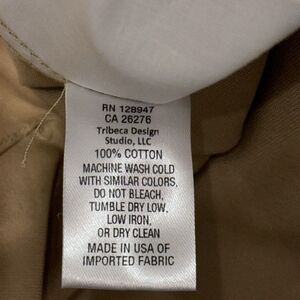 RN 128947
CA 26276
Tribeca Design
Studio, LLC
100% COTTON
MACHINE WASH COLD
WITH SIMILAR COLORS.
DO NOT BLEACH,
TUMBLE DRY LOW.
LOW IRON,
OR DRY CLEAN
MADE IN USA OF
IMPORTED FABRIC